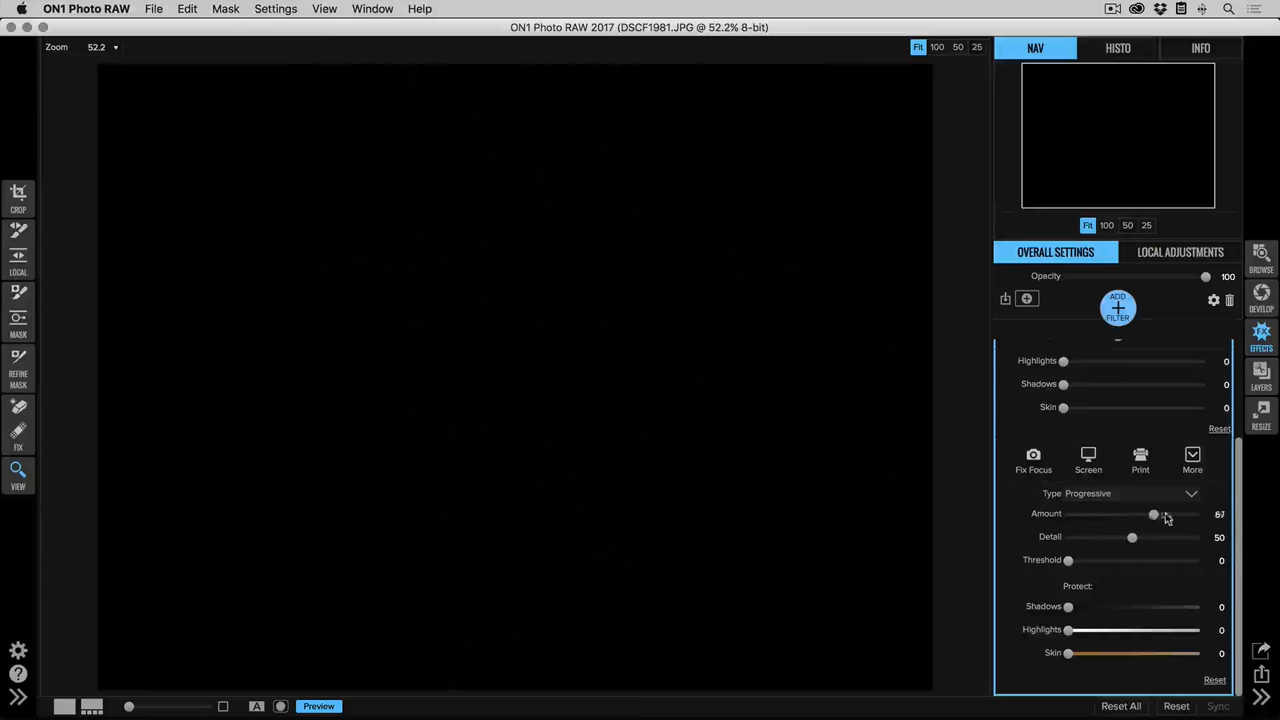 ON1 Photo RAW File Edit Mask Settings View Window Help
ON1 Photo RAW 2017 (DSCF1981.JPG @ 52.2% 8-bit)
Zoom 52.2 Fit 100 50 25
NAV HISTO INFO
CROP
LOCAL
MASK
REFINE
MASK
FIX
VIEW
Fit 100 50 25
OVERALL SETTINGS LOCAL ADJUSTMENTS
Opacity 100
ADD
FILTER
Highlights 0
Shadows 0
Skin 0
Reset
Fix Focus Screen Print More
Type Progressive
Amount 67
Detail 50
Threshold 0
Protect:
Shadows 0
Highlights 0
Skin 0
Reset
BROWSE
DEVELOP
FX
EFFECTS
LAYERS
RESIZE
A Preview Reset All Reset Sync